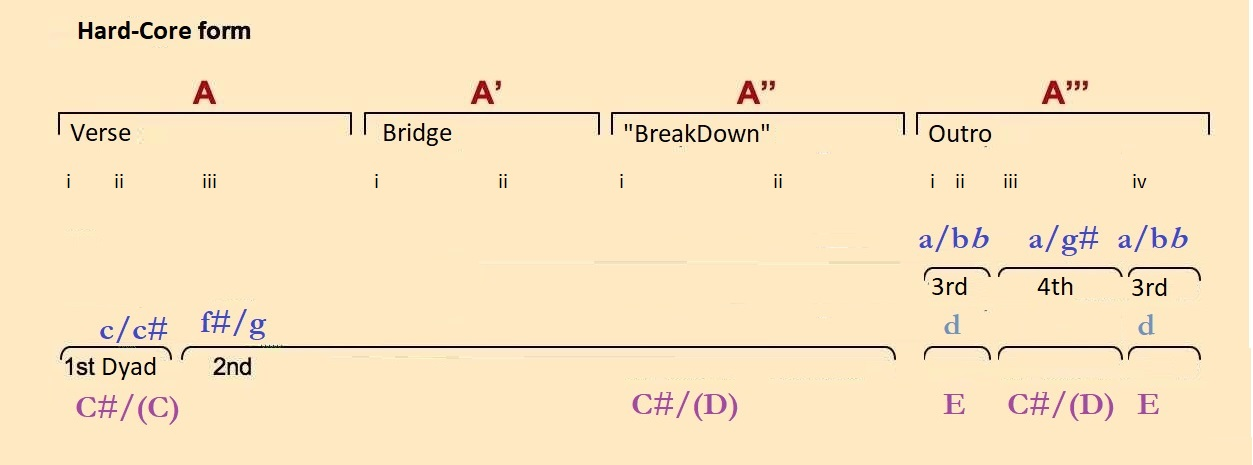 Hard-Core form
A A’ A’’ A’’’
Verse Bridge "BreakDown" Outro
i ii iii i ii i ii i ii iii iv
a/bb a/g# a/bb
3rd 4th 3rd
c/c# f#/g d d
1st Dyad 2nd
C#/(C) C#/(D) E C#/(D) E